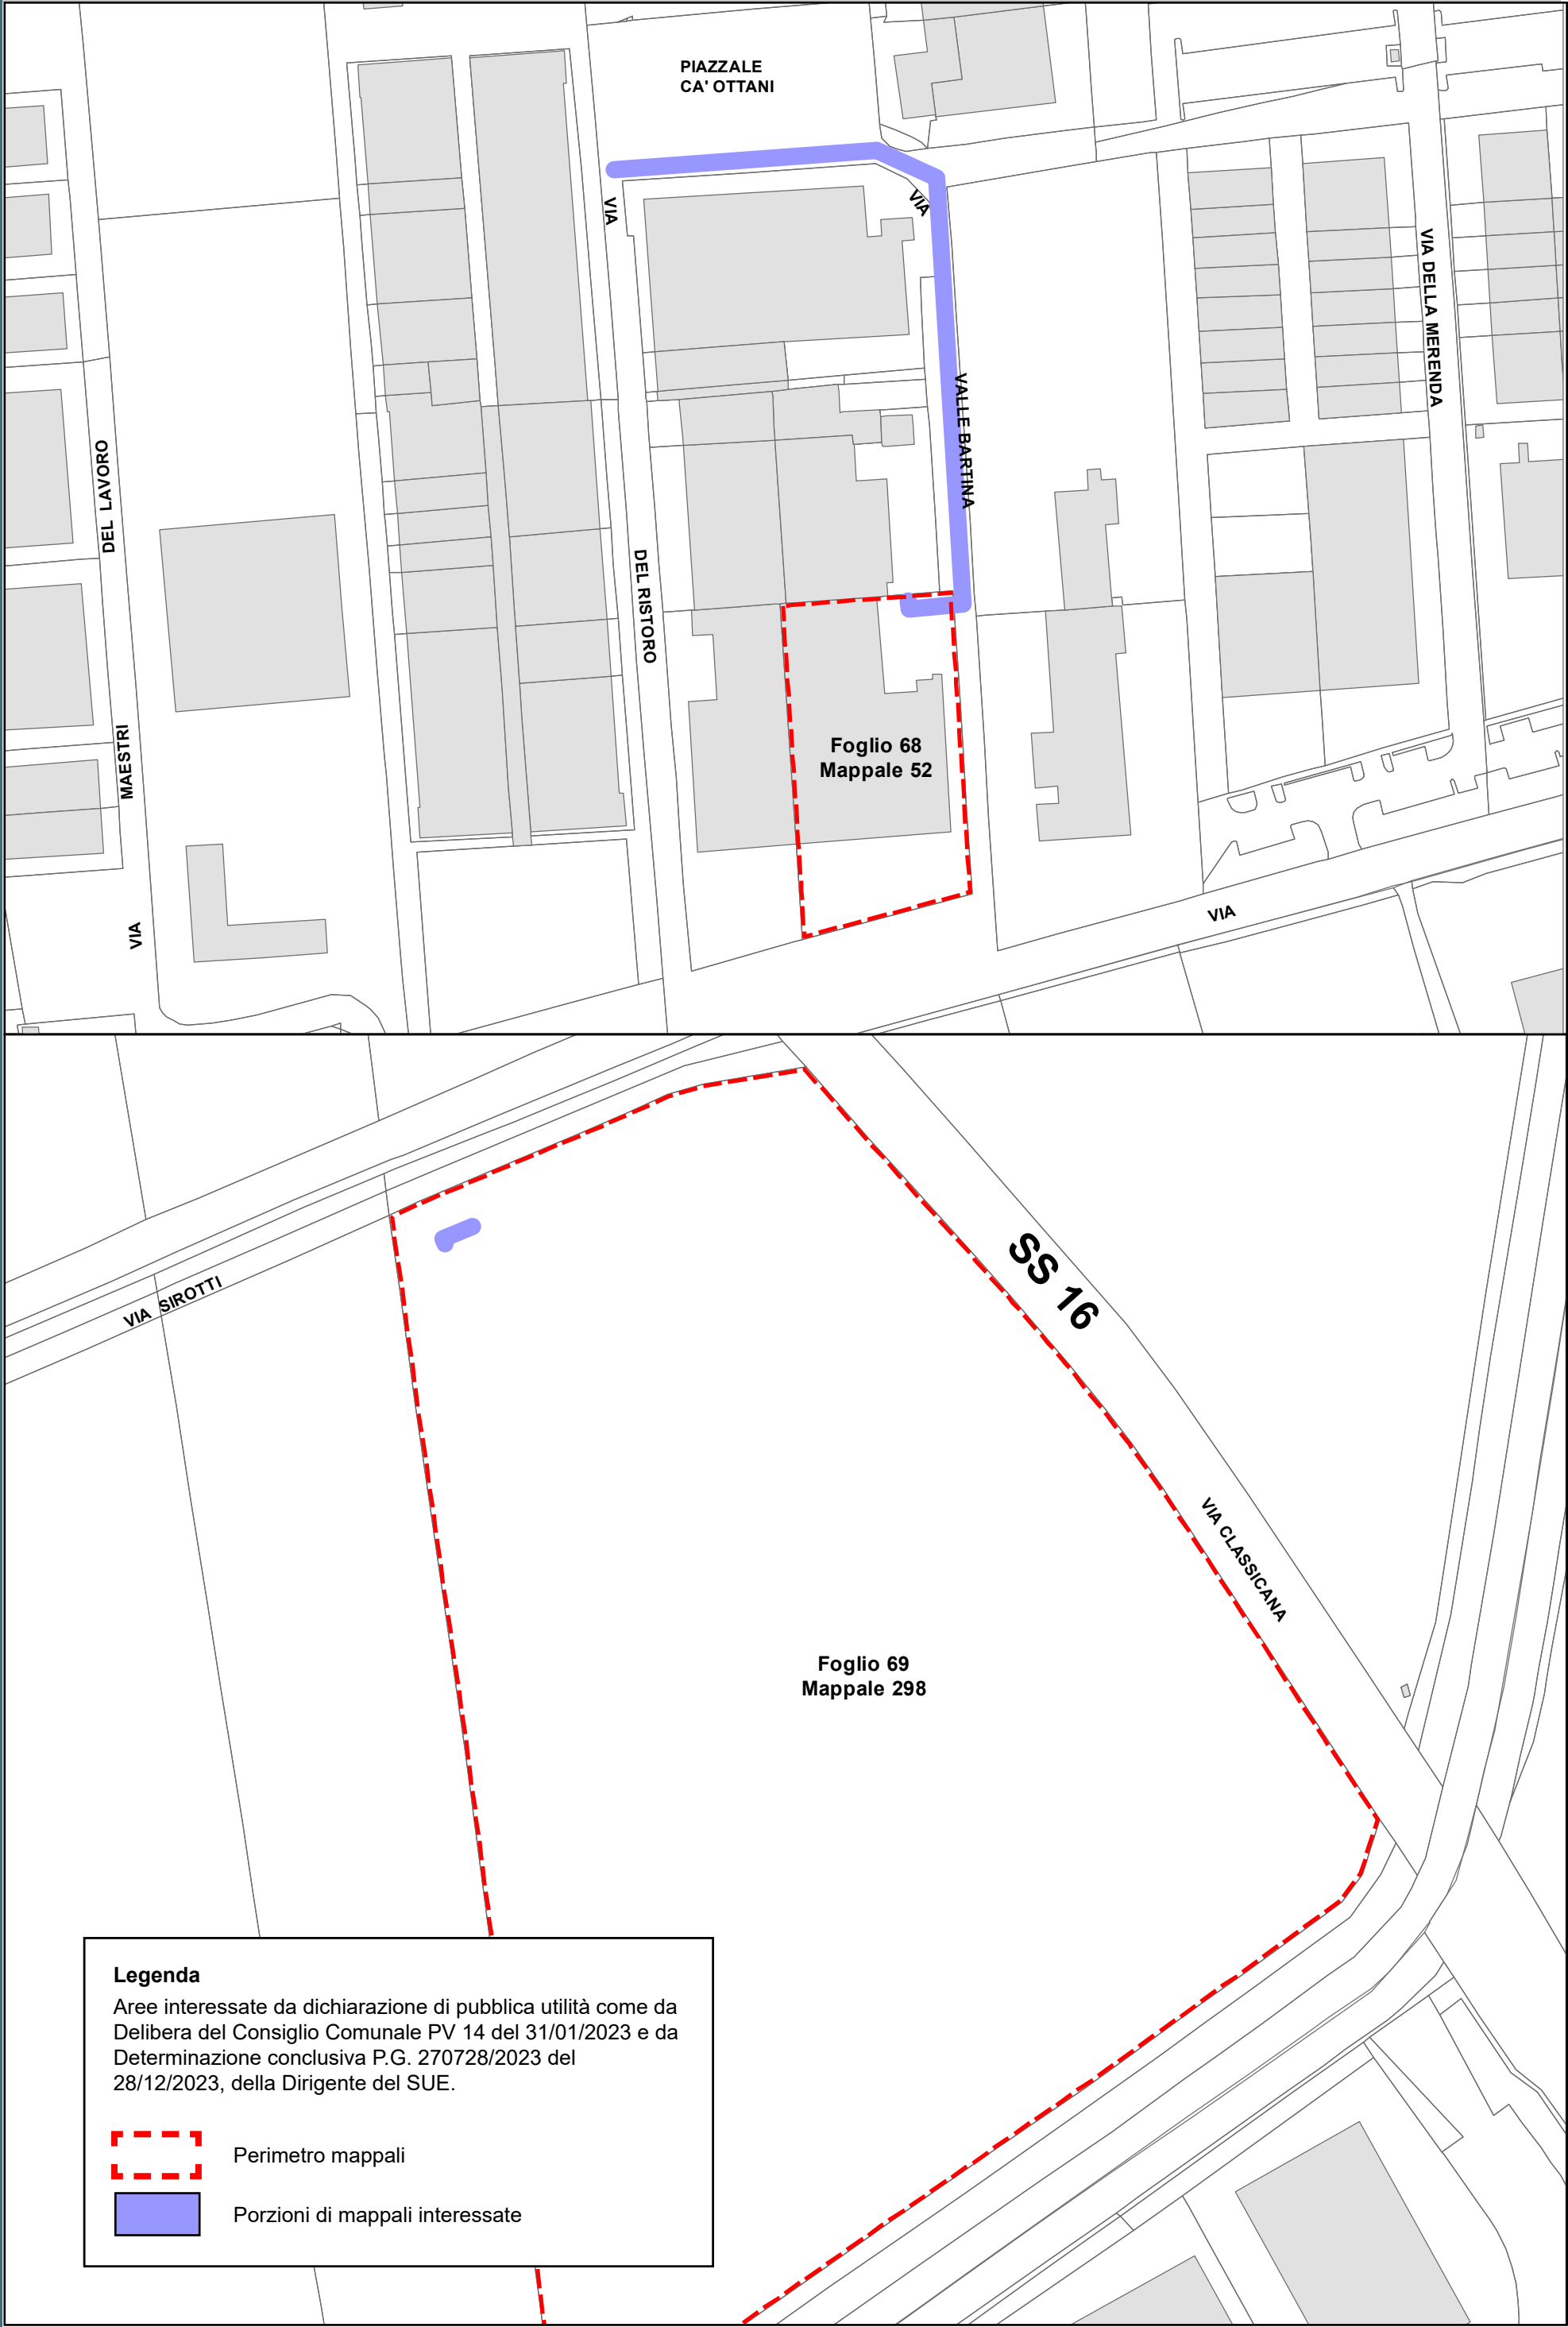 PIAZZALE
CA' OTTANI
VIA
VIA
VIA DELLA MERENDA
VALLE BARTINA
DEL LAVORO
DEL RISTORO
MAESTRI
Foglio 68
Mappale 52
VIA
VIA
SS 16
VIA SIROTTI
VIA CLASSICANA
Foglio 69
Mappale 298
Legenda
Aree interessate da dichiarazione di pubblica utilità come da
Delibera del Consiglio Comunale PV 14 del 31/01/2023 e da
Determinazione conclusiva P.G. 270728/2023 del
28/12/2023, della Dirigente del SUE.
Perimetro mappali
Porzioni di mappali interessate